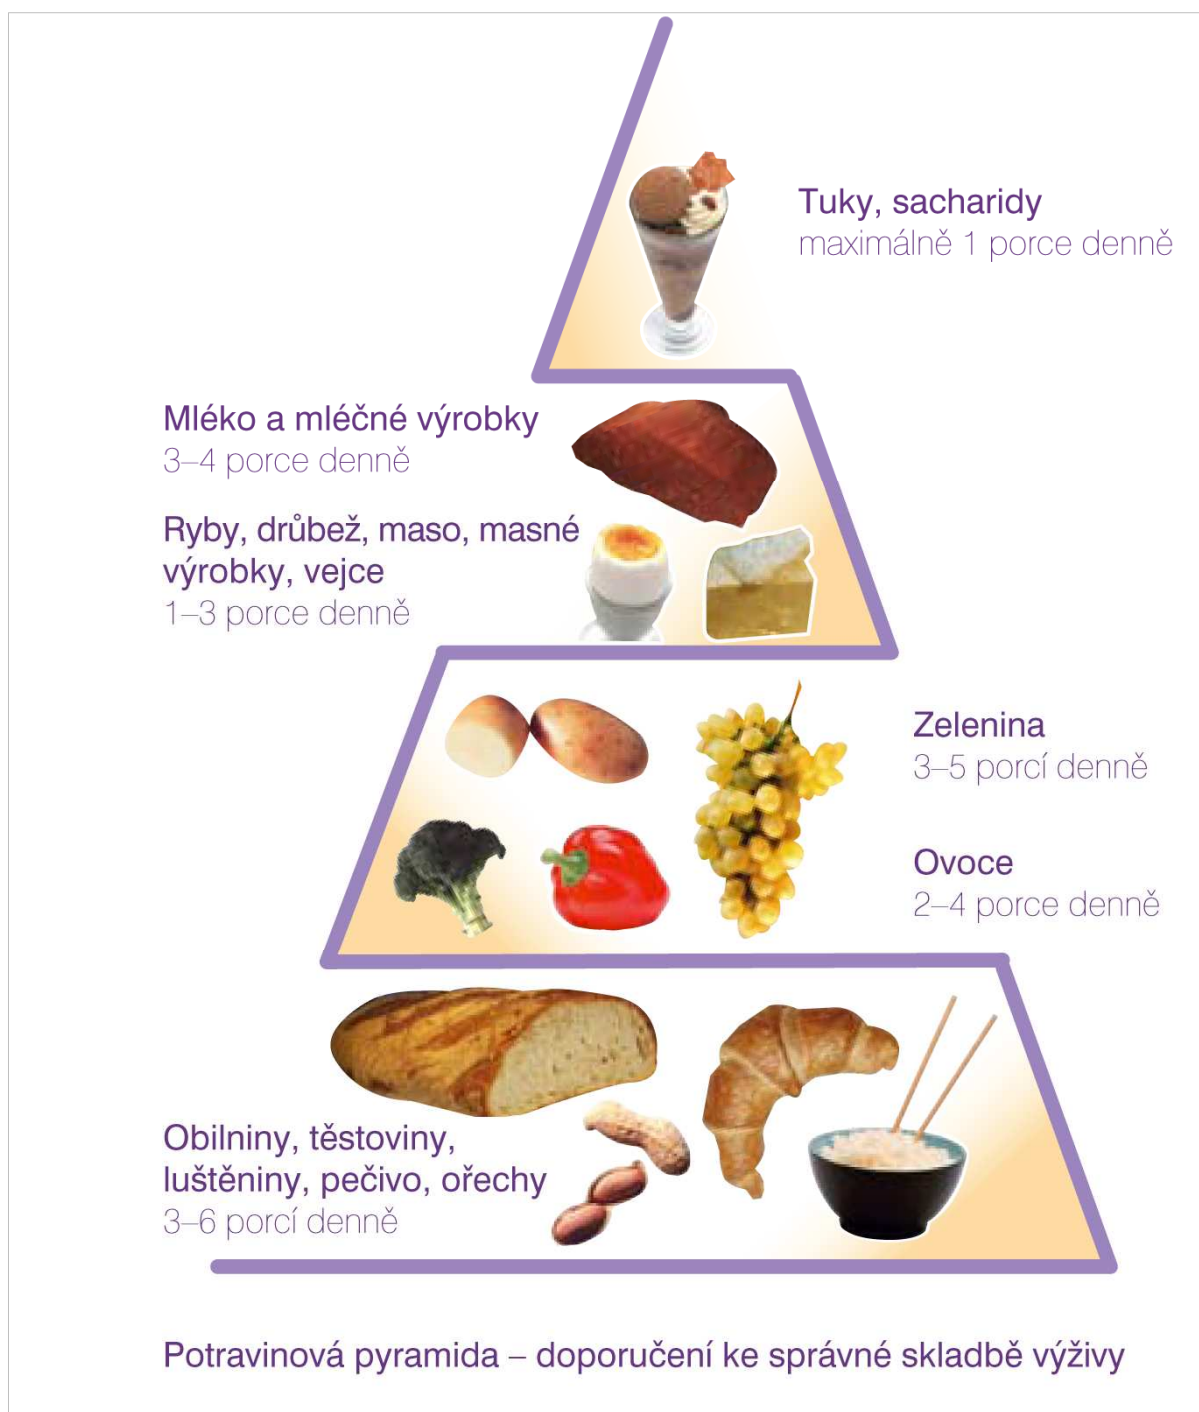 Tuky, sacharidy
maximálně 1 porce denně
Mléko a mléčné výrobky
3–4 porce denně
Ryby, drůbež, maso, masné
výrobky, vejce
1–3 porce denně
Zelenina
3–5 porcí denně
Ovoce
2–4 porce denně
Obilniny, těstoviny,
luštěniny, pečivo, ořechy
3–6 porcí denně
Potravinová pyramida – doporučení ke správné skladbě výživy